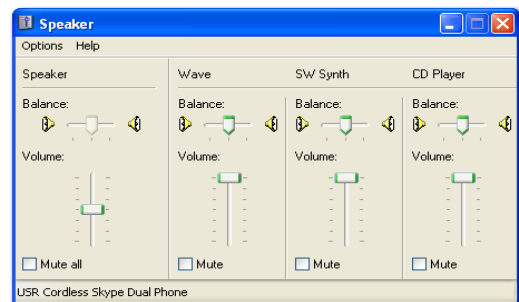 Speaker
Options Help
Speaker Wave SW Synth CD Player
Balance: Balance: Balance: Balance:
Volume: Volume: Volume: Volume:
Mute all Mute Mute Mute
USR Cordless Skype Dual Phone